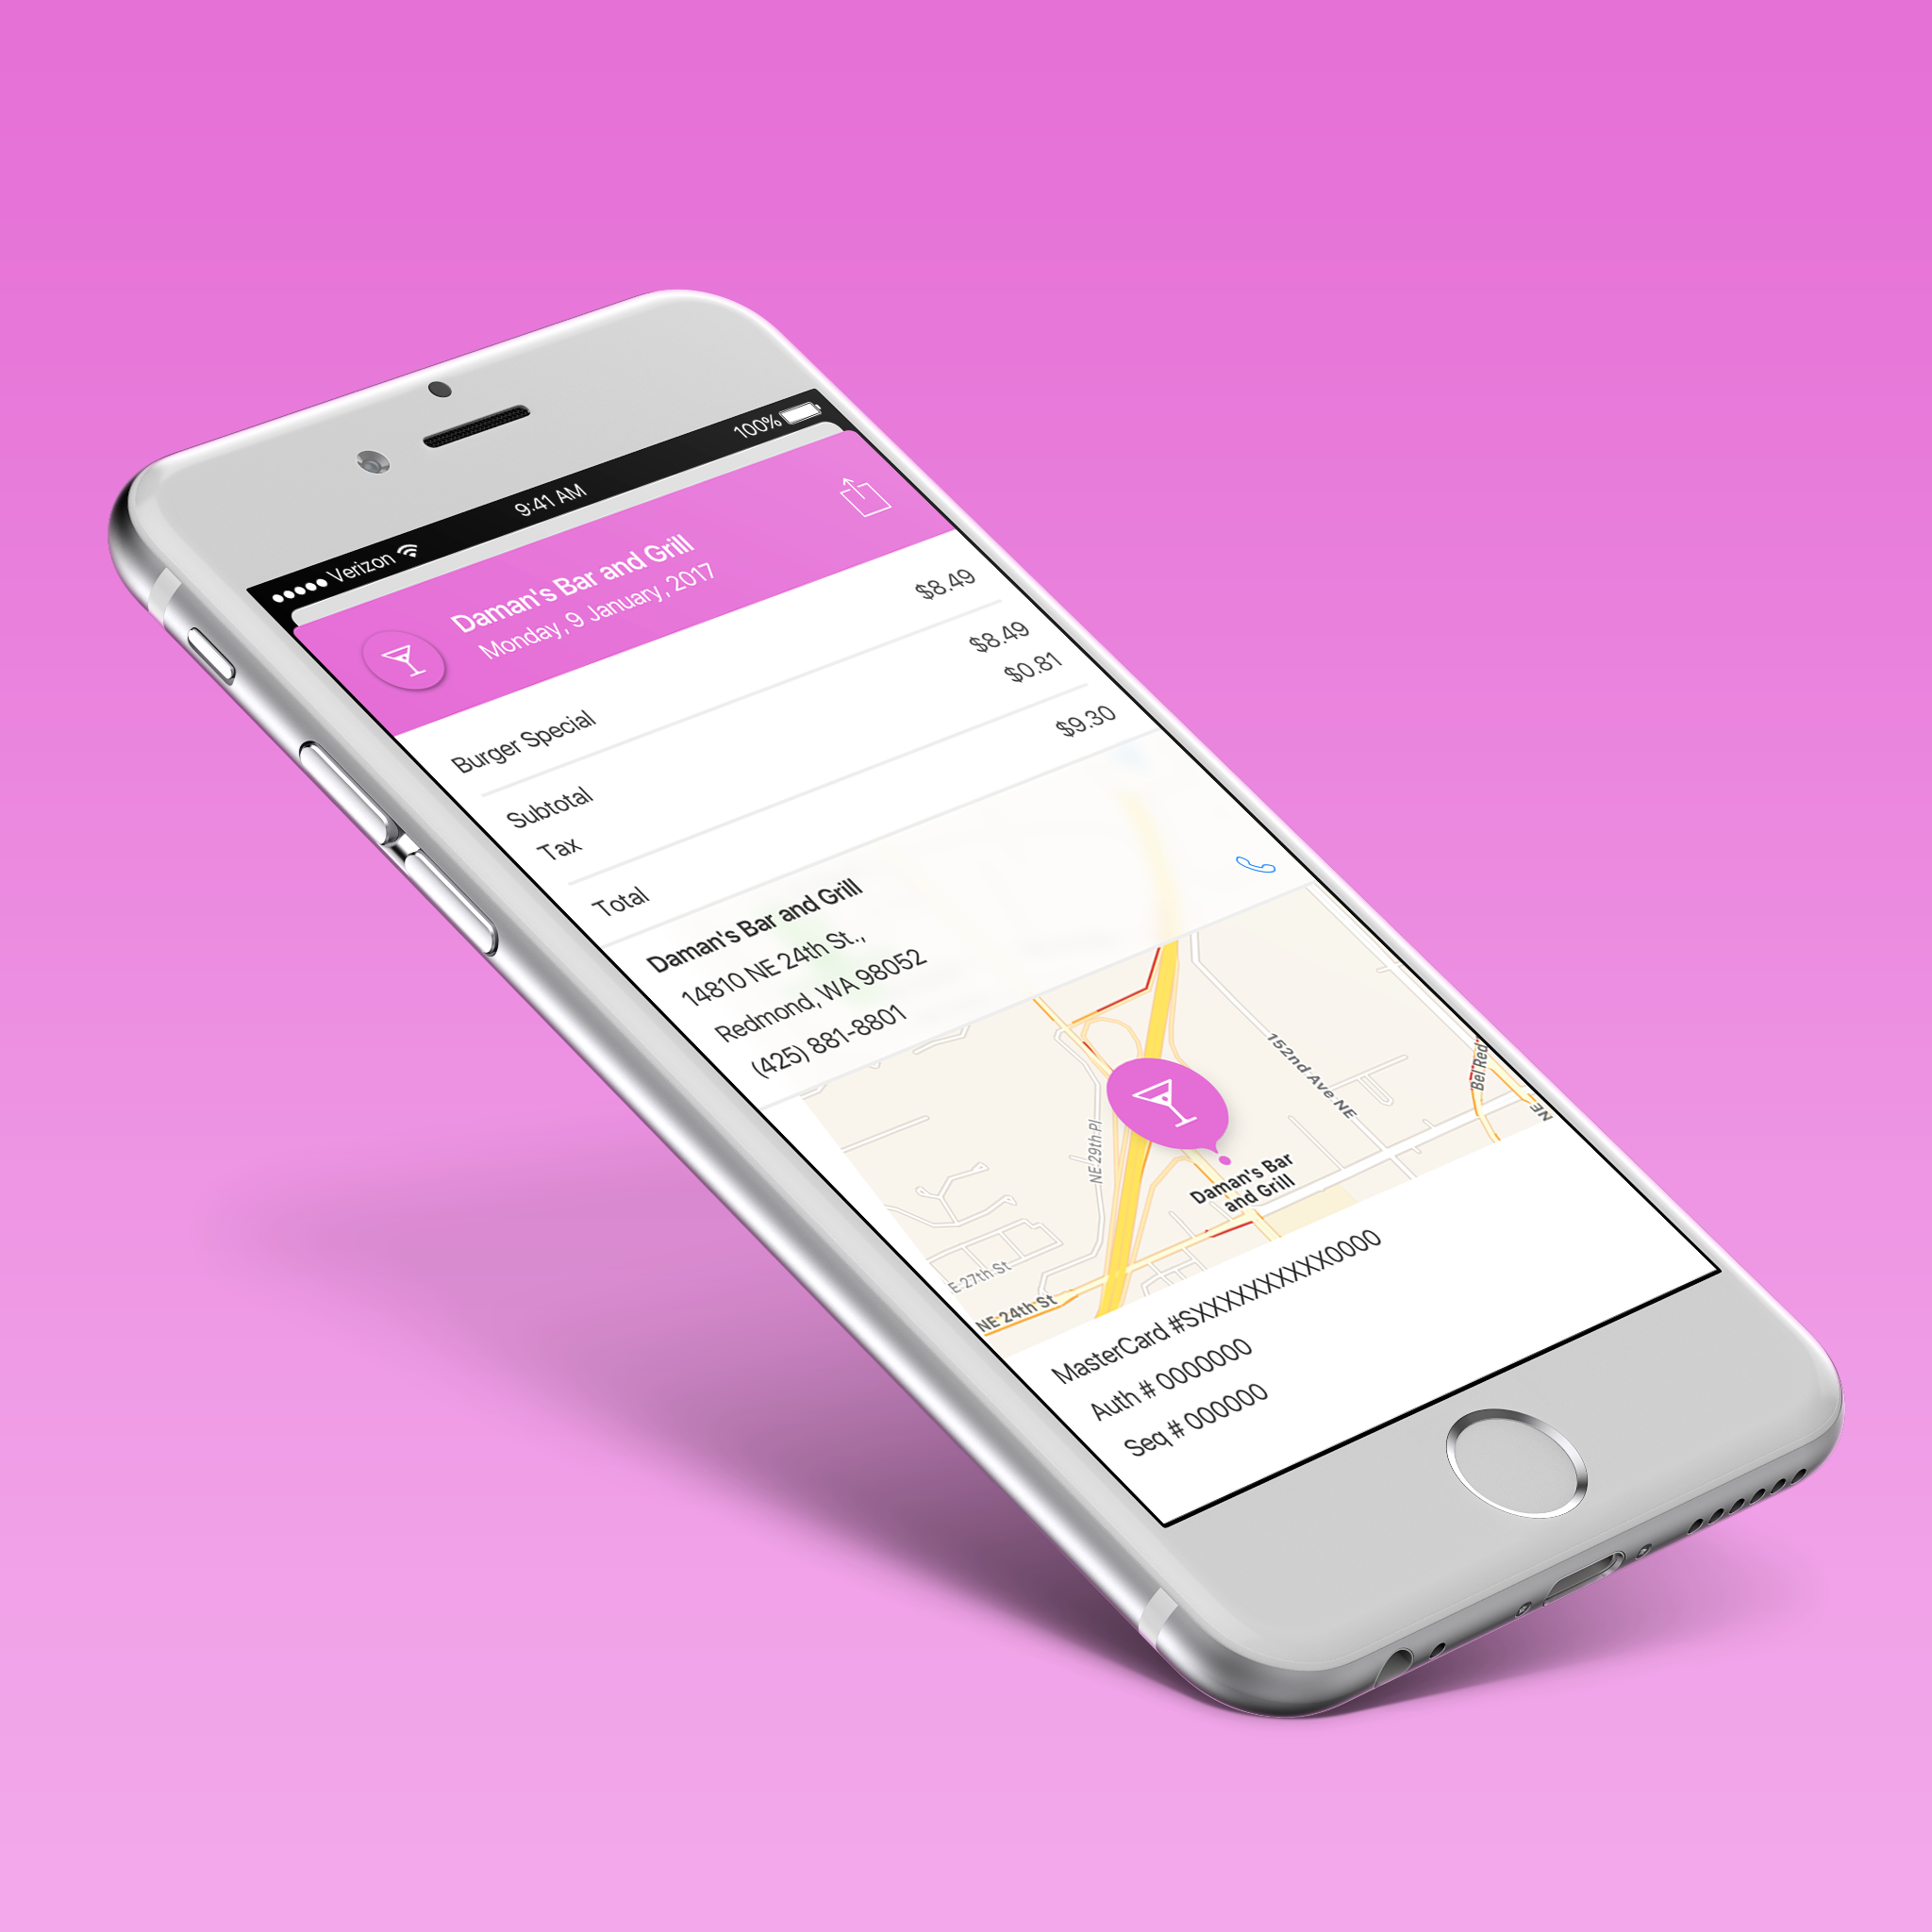 Verizon 9:41 AM 100%
Daman's Bar and Grill
Monday, 9 January, 2017
Burger Special $8.49
Subtotal $8.49
Tax $0.81
Total $9.30
Daman's Bar and Grill
14810 NE 24th St.,
Redmond, WA 98052
(425) 881-8801
152nd Ave NE
Bel Red
NE
NE 29th Pl
Daman's Bar
and Grill
E 27th St
NE 24th St
MasterCard #SXXXXXXXXXX0000
Auth # 0000000
Seq # 000000